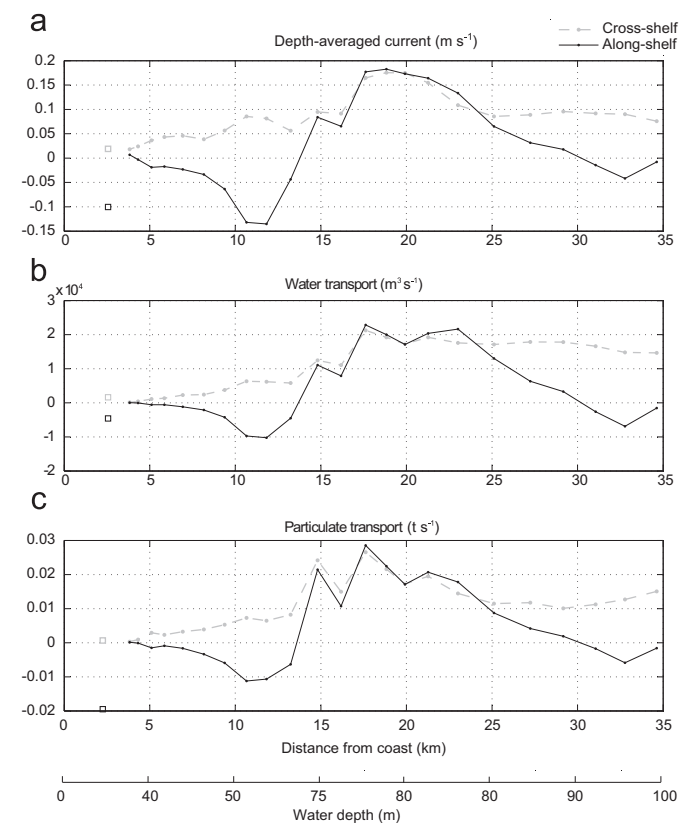 a
Cross-shelf
Along-shelf
Depth-averaged current (m s⁻¹)
0.2
0.15
0.1
0.05
0
-0.05
-0.1
-0.15
0 5 10 15 20 25 30 35
b
Water transport (m³ s⁻¹)
x10⁴
3
2
1
0
-1
-2
0 5 10 15 20 25 30 35
c
Particulate transport (t s⁻¹)
0.03
0.02
0.01
0
-0.01
-0.02
0 5 10 15 20 25 30 35
Distance from coast (km)
0 40 50 75 80 80 90 100
Water depth (m)